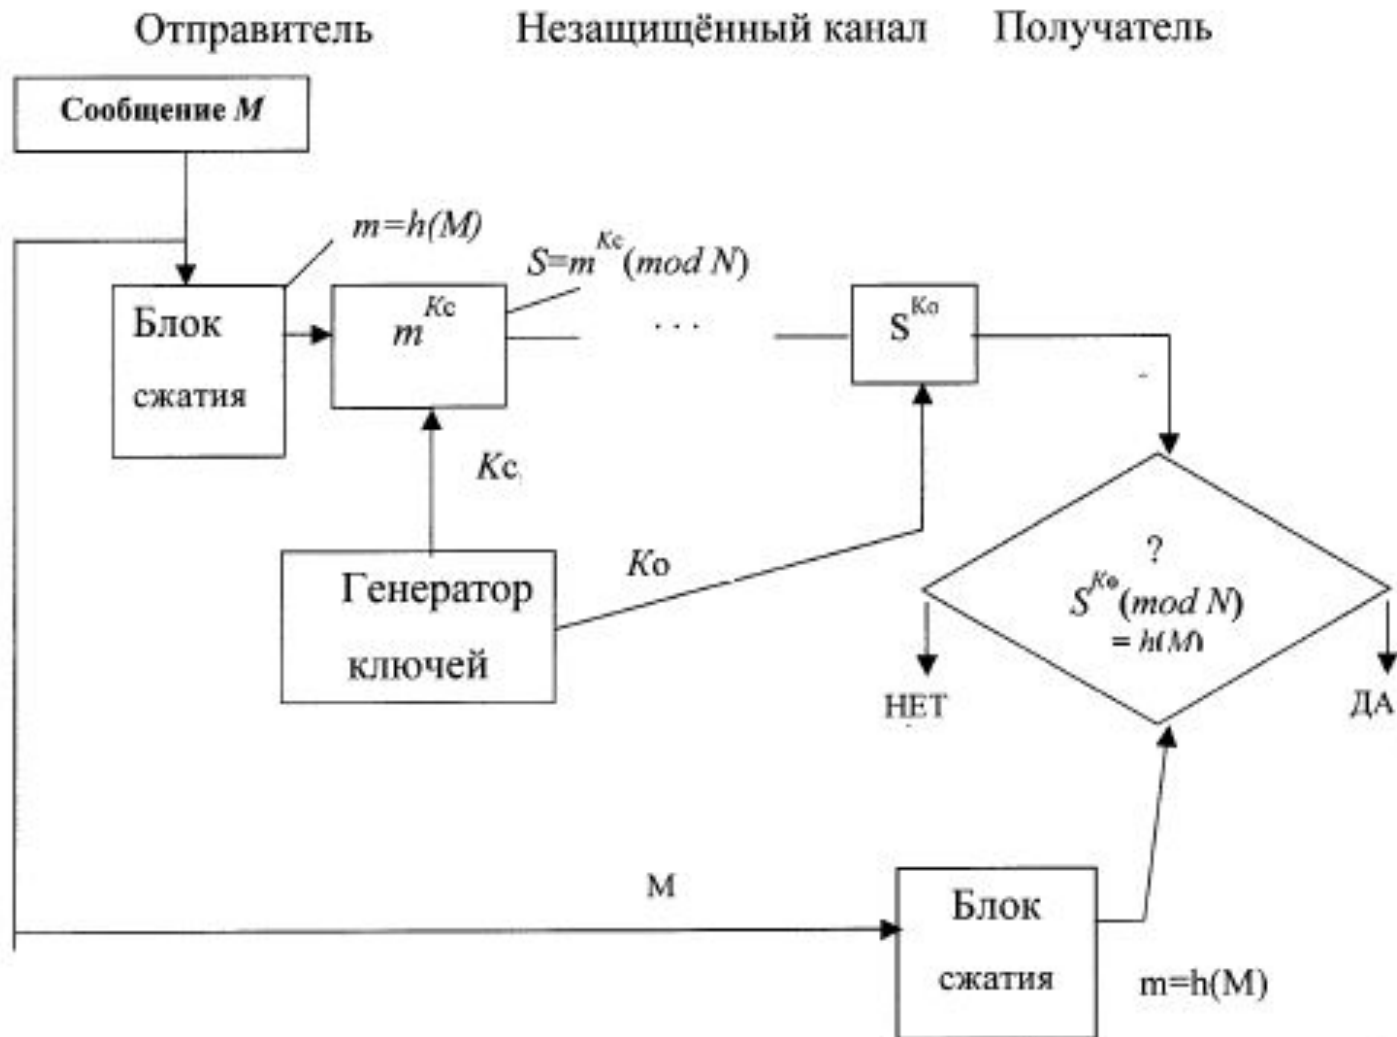 Отправитель Незащищённый канал Получатель
Сообщение M
m=h(M)
S=m^Kc(mod N)
Блок
сжатия
m^Kc
. . .
S^Ko
Kc
Генератор
ключей
Ko
?
S^Ko(mod N)
= h(M)
НЕТ
ДА
M
Блок
сжатия
m=h(M)